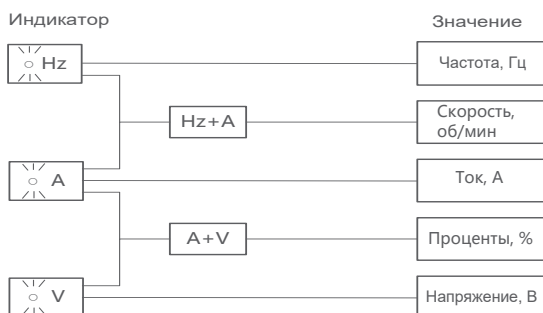 Индикатор
Значение
Hz
Частота, Гц
Hz+A
Скорость,
об/мин
A
Ток, А
A+V
Проценты, %
V
Напряжение, В